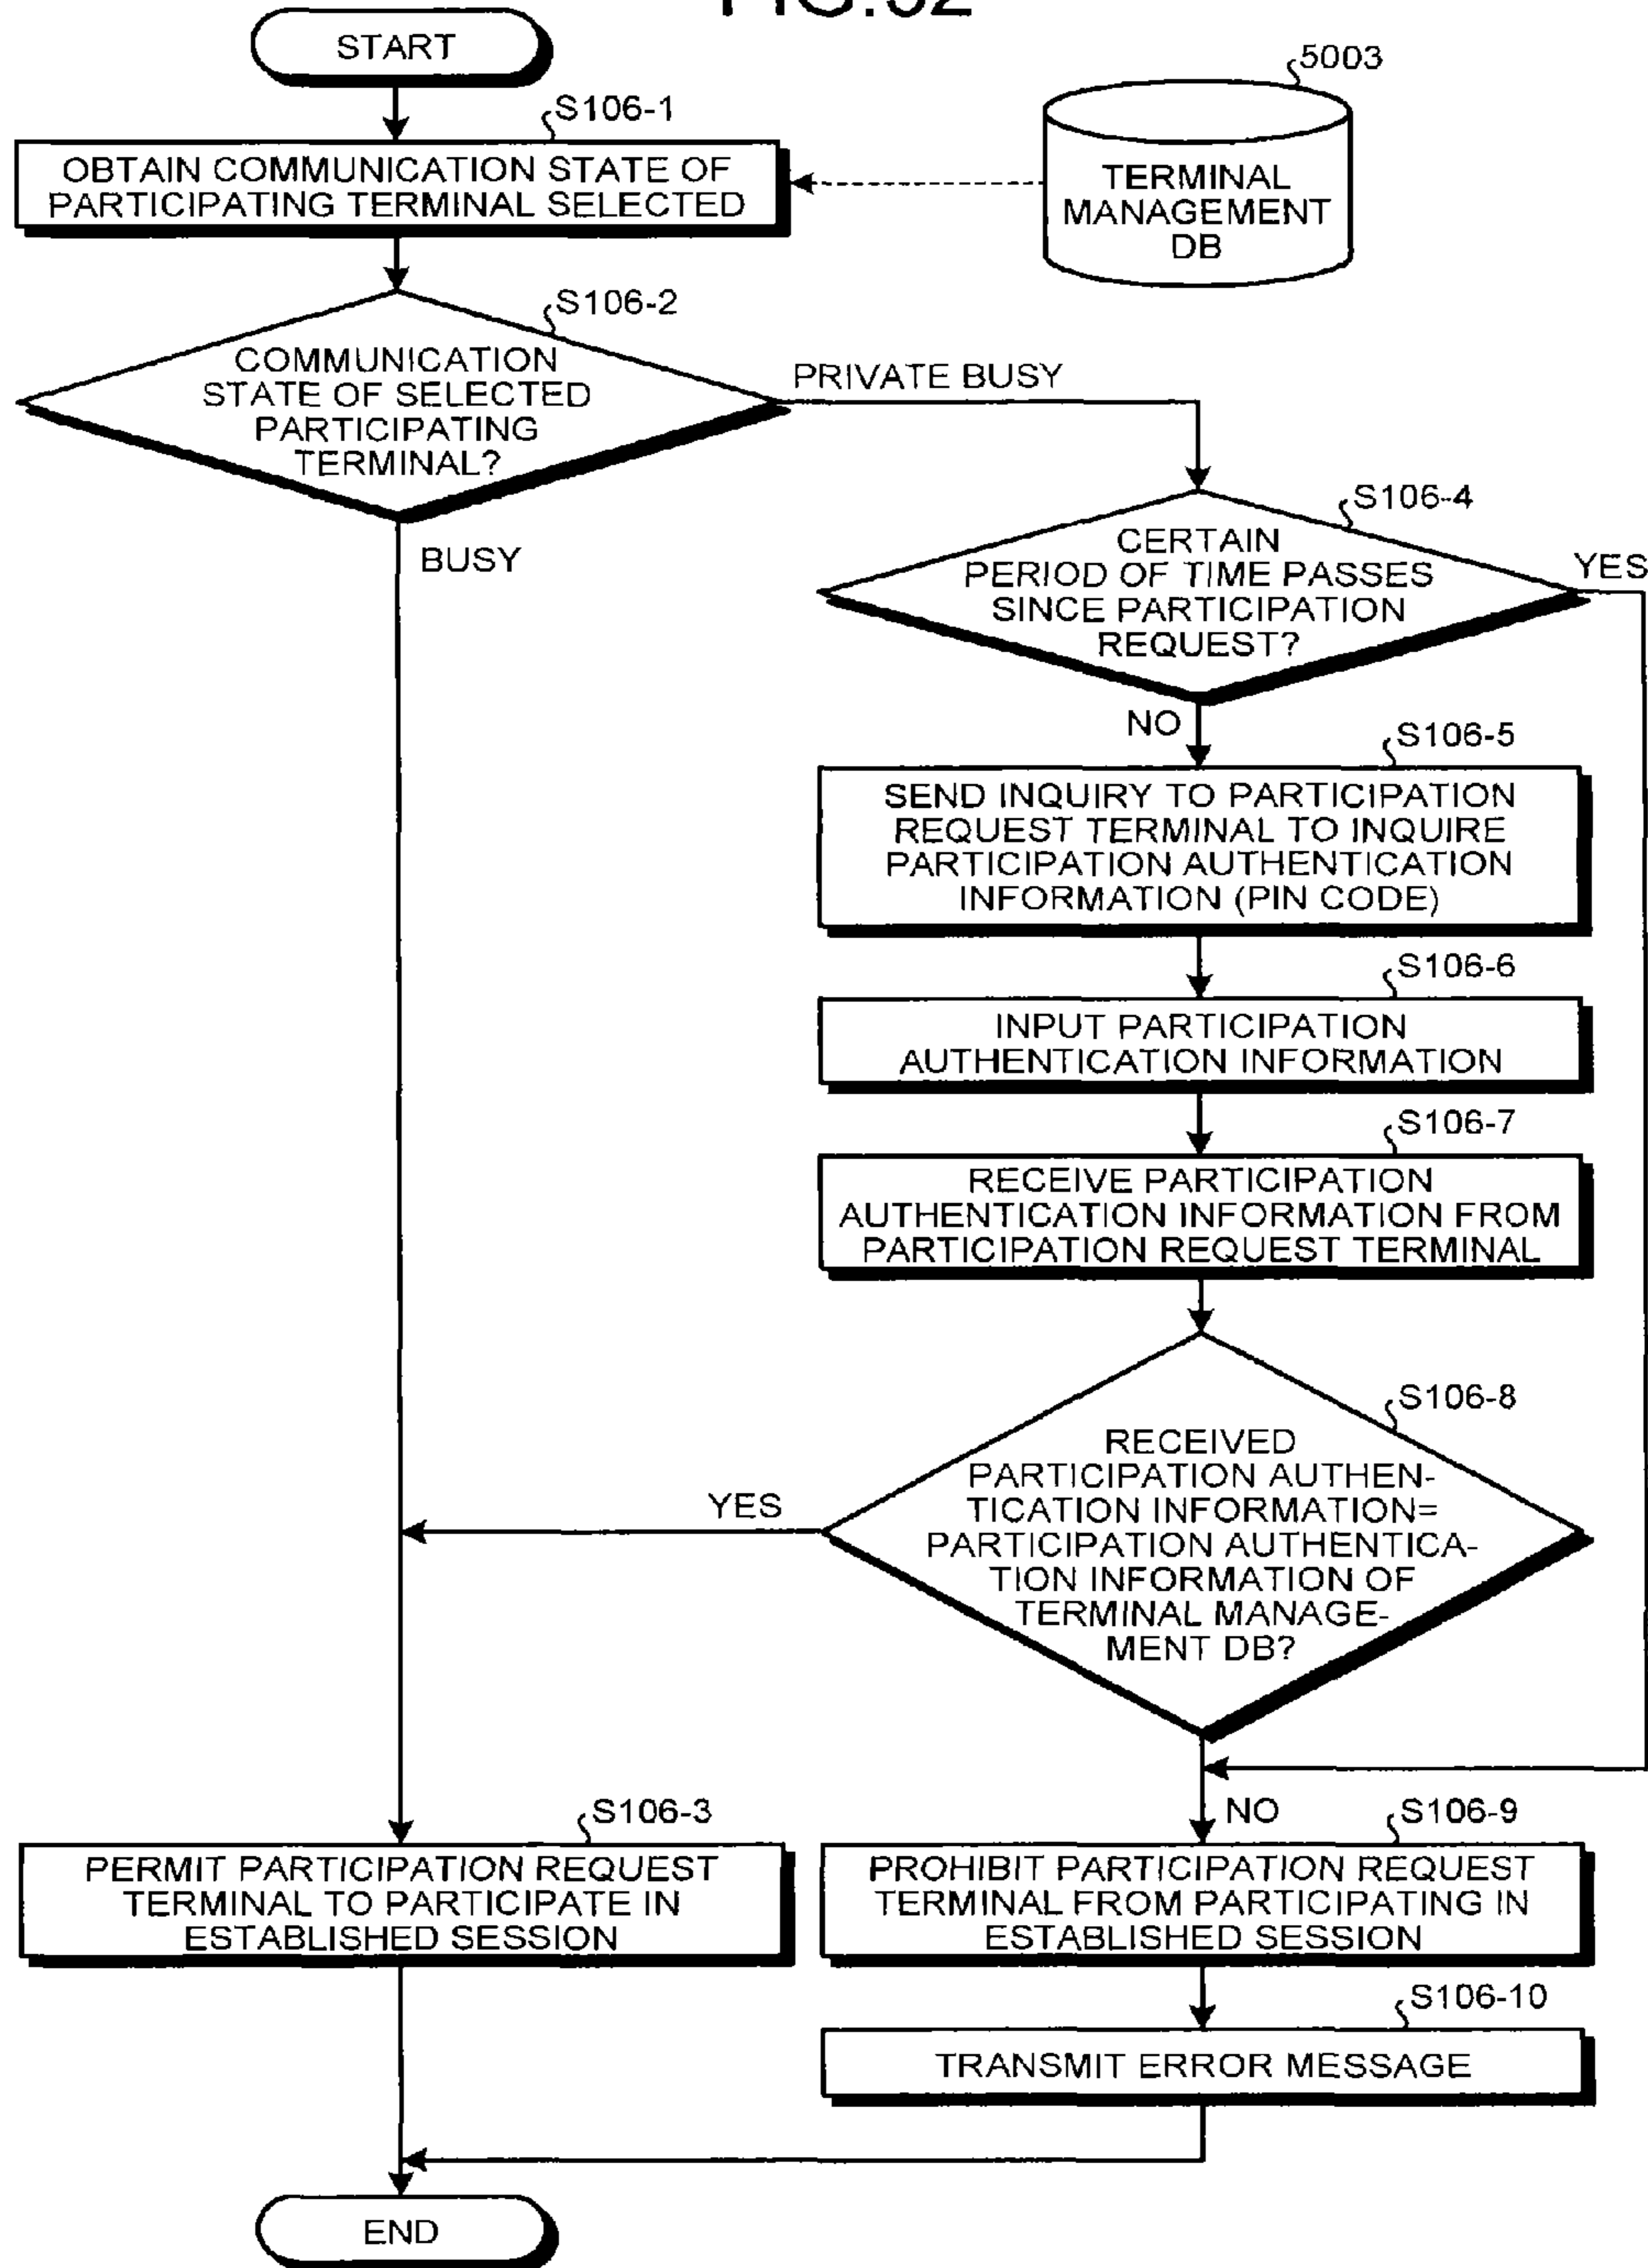 FIG.32
START
5003
S106-1
OBTAIN COMMUNICATION STATE OF
PARTICIPATING TERMINAL SELECTED
TERMINAL
MANAGEMENT
DB
S106-2
COMMUNICATION
STATE OF SELECTED
PARTICIPATING
TERMINAL?
PRIVATE BUSY
BUSY
S106-4
CERTAIN
PERIOD OF TIME PASSES
SINCE PARTICIPATION
REQUEST?
YES
NO
S106-5
SEND INQUIRY TO PARTICIPATION
REQUEST TERMINAL TO INQUIRE
PARTICIPATION AUTHENTICATION
INFORMATION (PIN CODE)
S106-6
INPUT PARTICIPATION
AUTHENTICATION INFORMATION
S106-7
RECEIVE PARTICIPATION
AUTHENTICATION INFORMATION FROM
PARTICIPATION REQUEST TERMINAL
S106-8
RECEIVED
PARTICIPATION AUTHEN-
TICATION INFORMATION=
PARTICIPATION AUTHENTICA-
TION INFORMATION OF
TERMINAL MANAGE-
MENT DB?
YES
NO
S106-3
PERMIT PARTICIPATION REQUEST
TERMINAL TO PARTICIPATE IN
ESTABLISHED SESSION
S106-9
PROHIBIT PARTICIPATION REQUEST
TERMINAL FROM PARTICIPATING IN
ESTABLISHED SESSION
S106-10
TRANSMIT ERROR MESSAGE
END